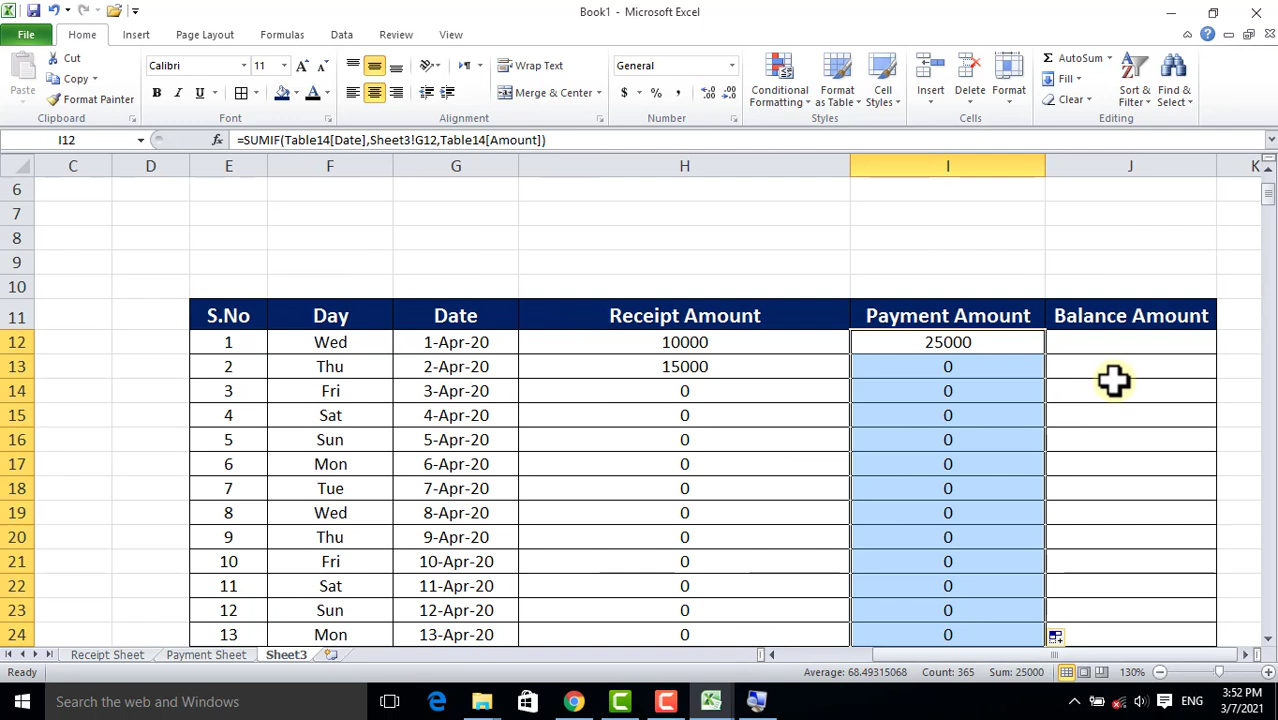 Book1 - Microsoft Excel
File Home Insert Page Layout Formulas Data Review View
Paste Cut Copy Format Painter Clipboard
Calibri 11 Font
Wrap Text Merge & Center Alignment
General Number
Conditional Formatting Format as Table Cell Styles Styles
Insert Delete Format Cells
AutoSum Fill Clear Sort & Filter Find & Select Editing
I12 fx =SUMIF(Table14[Date],Sheet3!G12,Table14[Amount])
C D E F G H I J K
6
7
8
9
10
11 S.No Day Date Receipt Amount Payment Amount Balance Amount
12 1 Wed 1-Apr-20 10000 25000
13 2 Thu 2-Apr-20 15000 0
14 3 Fri 3-Apr-20 0 0
15 4 Sat 4-Apr-20 0 0
16 5 Sun 5-Apr-20 0 0
17 6 Mon 6-Apr-20 0 0
18 7 Tue 7-Apr-20 0 0
19 8 Wed 8-Apr-20 0 0
20 9 Thu 9-Apr-20 0 0
21 10 Fri 10-Apr-20 0 0
22 11 Sat 11-Apr-20 0 0
23 12 Sun 12-Apr-20 0 0
24 13 Mon 13-Apr-20 0 0
Receipt Sheet Payment Sheet Sheet3
Ready Average: 68.49315068 Count: 365 Sum: 25000 130%
Search the web and Windows ENG 3:52 PM
3/7/2021